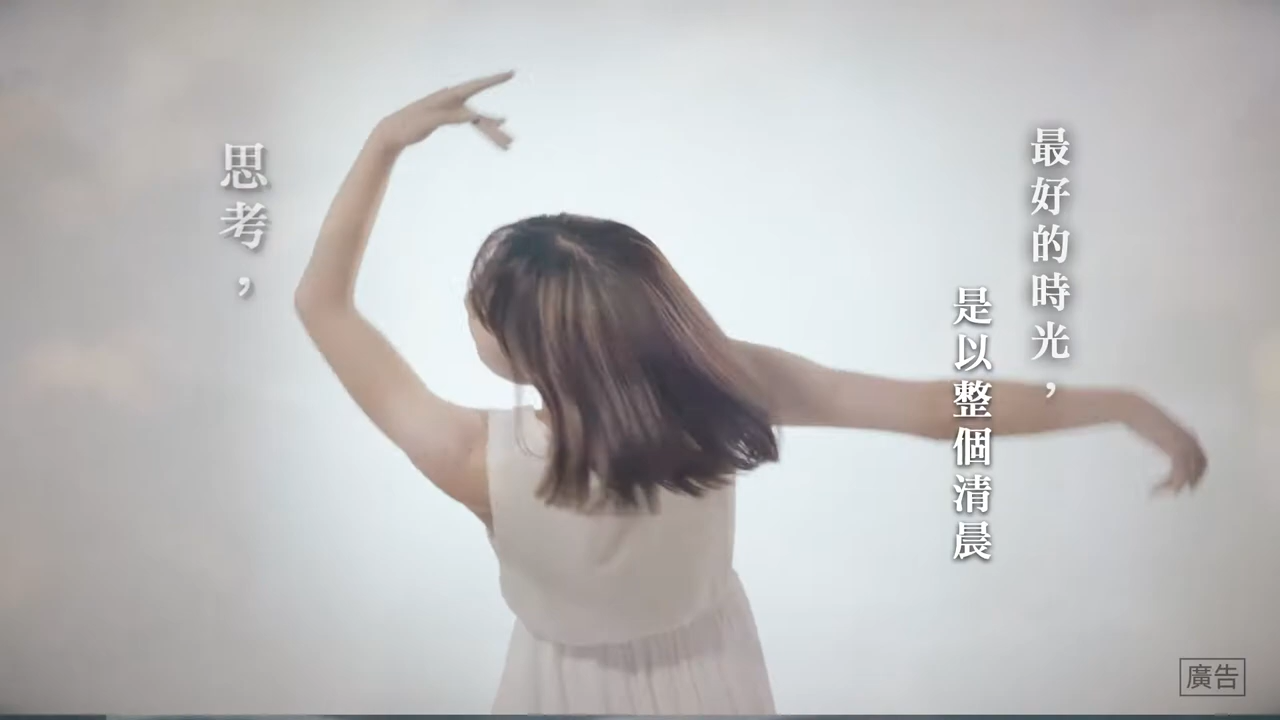 最好的時光，
是以整個清晨
思考，
廣告